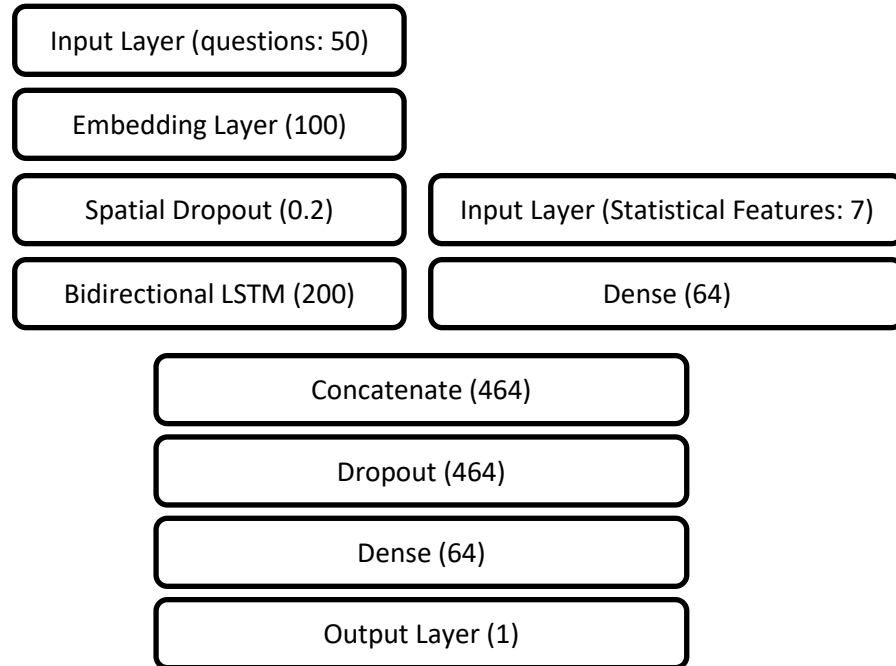 Input Layer (questions: 50)
Embedding Layer (100)
Spatial Dropout (0.2)
Input Layer (Statistical Features: 7)
Bidirectional LSTM (200)
Dense (64)
Concatenate (464)
Dropout (464)
Dense (64)
Output Layer (1)